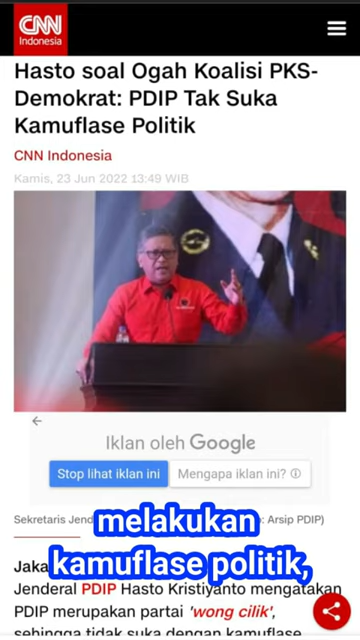 CNN
Indonesia
Hasto soal Ogah Koalisi PKS-
Demokrat: PDIP Tak Suka
Kamuflase Politik
CNN Indonesia
Kamis, 23 Jun 2022 13:49 WIB
Iklan oleh Google
Stop lihat iklan ini
Mengapa iklan ini?
Sekretaris Jend
: Arsip PDIP)
melakukan
kamuflase politik,
Jaka
Jenderal PDIP Hasto Kristiyanto mengatakan
PDIP merupakan partai 'wong cilik',
sehingga tidak suka dengan kamuflase